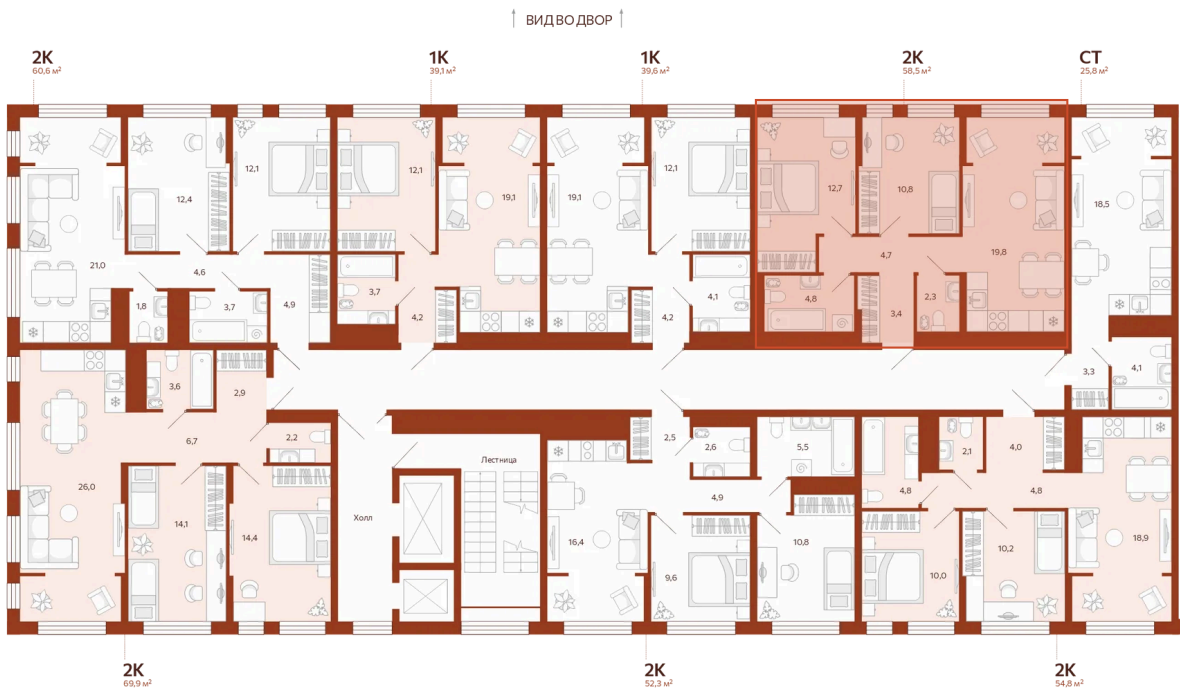 ВИД ВО ДВОР
2К
60,6 м²
1К
39,1 м²
1К
39,6 м²
2К
58,5 м²
СТ
25,8 м²
12,4
12,1
12,1
19,1
19,1
12,1
12,7
10,8
19,8
18,5
21,0
4,6
1,8
3,7
4,9
3,7
4,2
4,2
4,1
4,7
4,8
3,4
2,3
3,3
4,1
3,6
2,9
6,7
2,2
26,0
14,1
14,4
Холл
Лестница
2,5
2,6
4,9
5,5
16,4
9,6
10,8
4,8
2,1
4,0
4,8
10,0
10,2
18,9
2К
69,9 м²
2К
52,3 м²
2К
54,8 м²